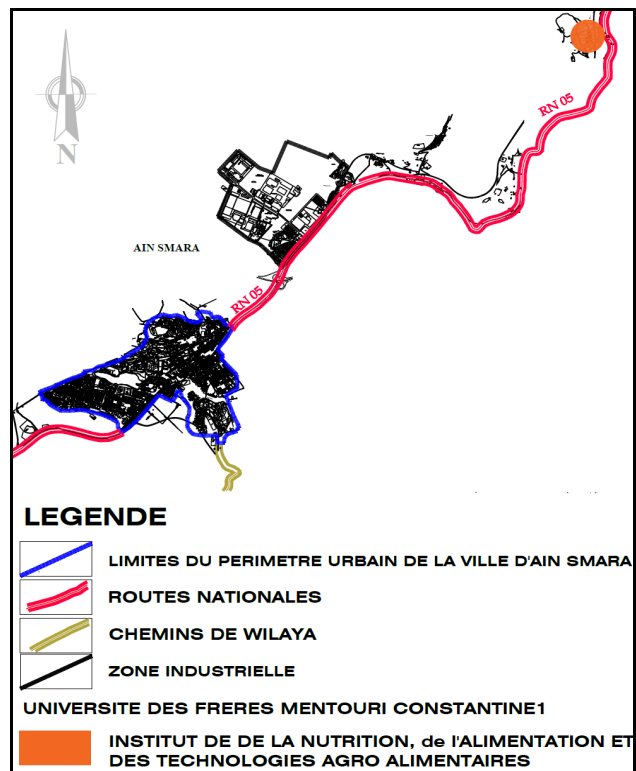 RN 05
N
AIN SMARA
RN 05
LEGENDE
LIMITES DU PERIMETRE URBAIN DE LA VILLE D'AIN SMARA
ROUTES NATIONALES
CHEMINS DE WILAYA
ZONE INDUSTRIELLE
UNIVERSITE DES FRERES MENTOURI CONSTANTINE1
INSTITUT DE DE LA NUTRITION, de l'ALIMENTATION ET
DES TECHNOLOGIES AGRO ALIMENTAIRES